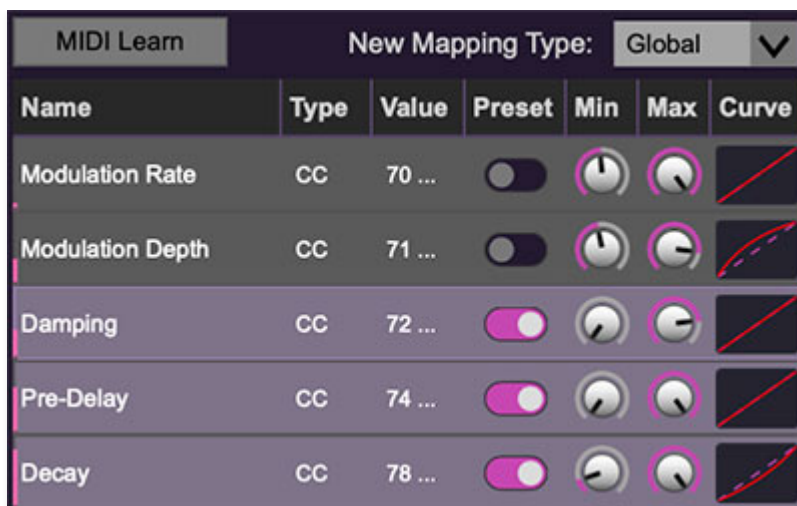 MIDI Learn New Mapping Type: Global
Name Type Value Preset Min Max Curve
Modulation Rate CC 70 ...
Modulation Depth CC 71 ...
Damping CC 72 ...
Pre-Delay CC 74 ...
Decay CC 78 ...